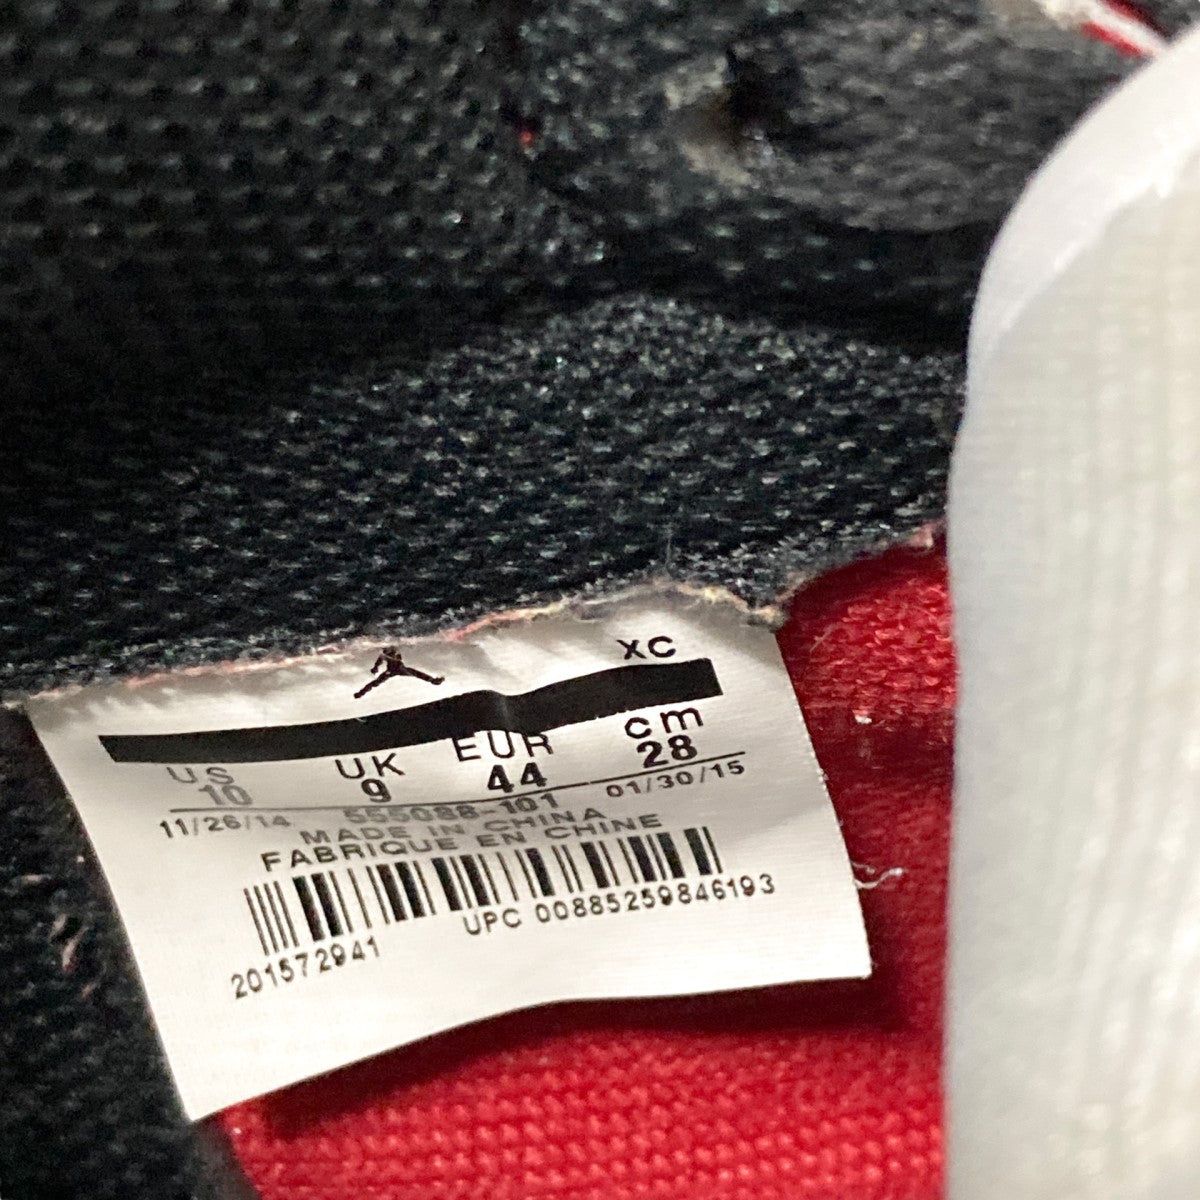 XC
US UK EUR cm
10 9 44 28
11/26/14 555088-101 01/30/15
MADE IN CHINA
FABRIQUE EN CHINE
201572941 UPC 00885259846193